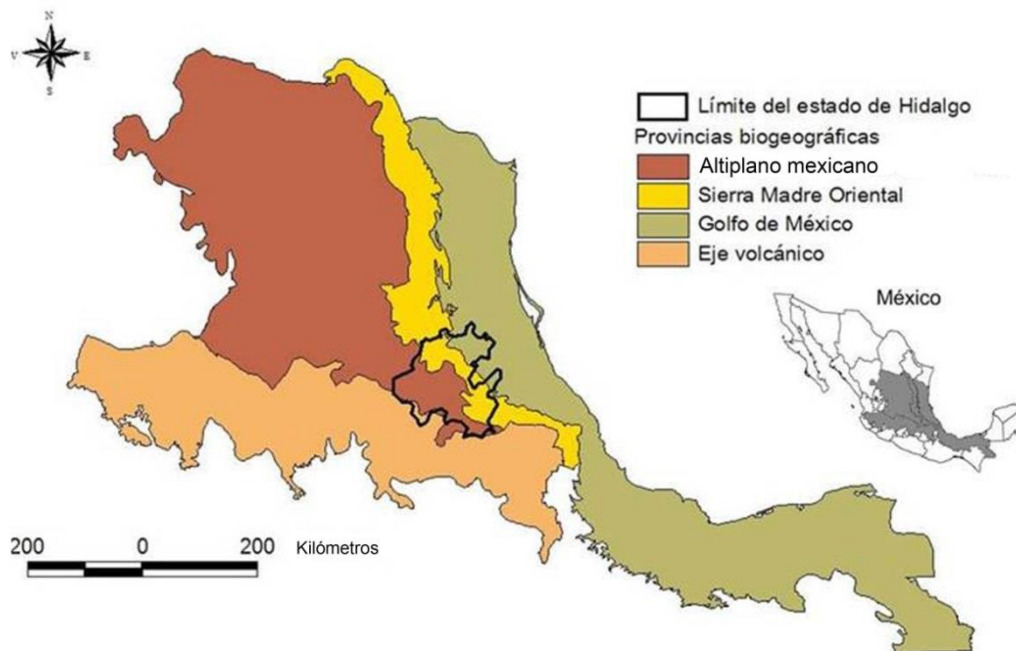 N
V E
S
Límite del estado de Hidalgo
Provincias biogeográficas
Altiplano mexicano
Sierra Madre Oriental
Golfo de México
Eje volcánico
México
200 0 200 Kilómetros